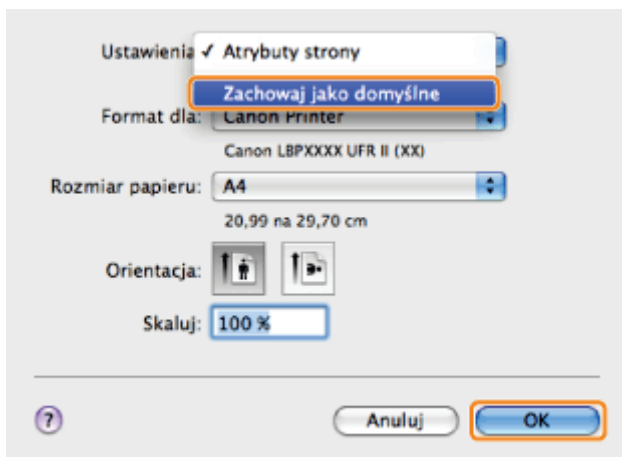 Ustawienia ✓ Atrybuty strony
Zachowaj jako domyślne
Format dla: Canon Printer
Canon LBPXXXX UFR II (XX)
Rozmiar papieru: A4
20,99 na 29,70 cm
Orientacja:
Skaluj: 100 %
? Anuluj OK